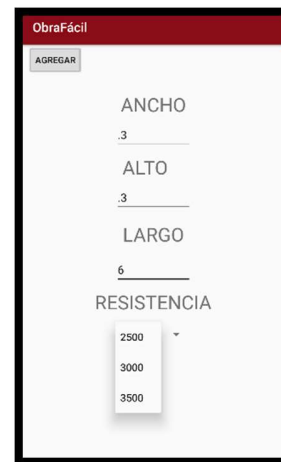 ObraFácil
AGREGAR
ANCHO
.3
ALTO
.3
LARGO
6
RESISTENCIA
2500
3000
3500